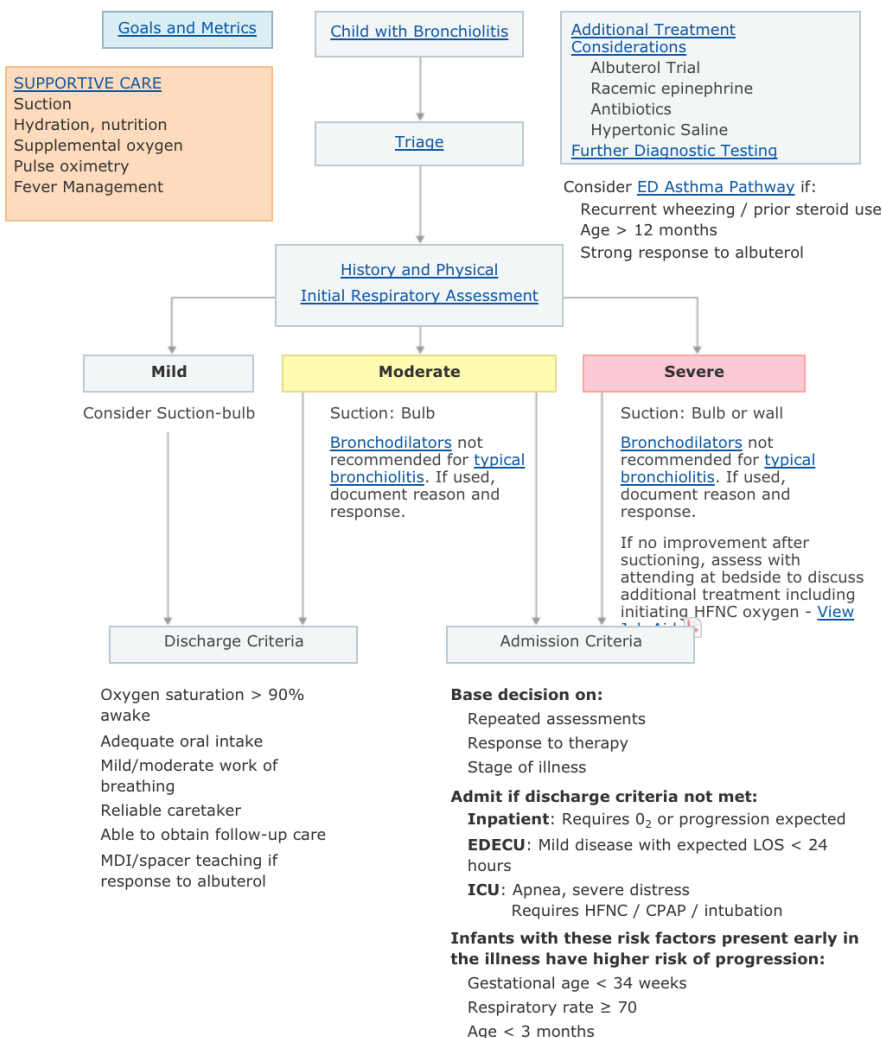 Goals and Metrics
Child with Bronchiolitis
Additional Treatment
Considerations
Albuterol Trial
Racemic epinephrine
Antibiotics
Hypertonic Saline
Further Diagnostic Testing
SUPPORTIVE CARE
Suction
Hydration, nutrition
Supplemental oxygen
Pulse oximetry
Fever Management
Triage
Consider ED Asthma Pathway if:
Recurrent wheezing / prior steroid use
Age > 12 months
Strong response to albuterol
History and Physical
Initial Respiratory Assessment
Mild
Consider Suction-bulb
Moderate
Suction: Bulb
Bronchodilators not
recommended for typical
bronchiolitis. If used,
document reason and
response.
Severe
Suction: Bulb or wall
Bronchodilators not
recommended for typical
bronchiolitis. If used,
document reason and
response.
If no improvement after
suctioning, assess with
attending at bedside to discuss
additional treatment including
initiating HFNC oxygen - View
Discharge Criteria
Oxygen saturation > 90%
awake
Adequate oral intake
Mild/moderate work of
breathing
Reliable caretaker
Able to obtain follow-up care
MDI/spacer teaching if
response to albuterol
Admission Criteria
Base decision on:
Repeated assessments
Response to therapy
Stage of illness
Admit if discharge criteria not met:
Inpatient: Requires 0₂ or progression expected
EDECU: Mild disease with expected LOS < 24
hours
ICU: Apnea, severe distress
Requires HFNC / CPAP / intubation
Infants with these risk factors present early in
the illness have higher risk of progression:
Gestational age < 34 weeks
Respiratory rate ≥ 70
Age < 3 months